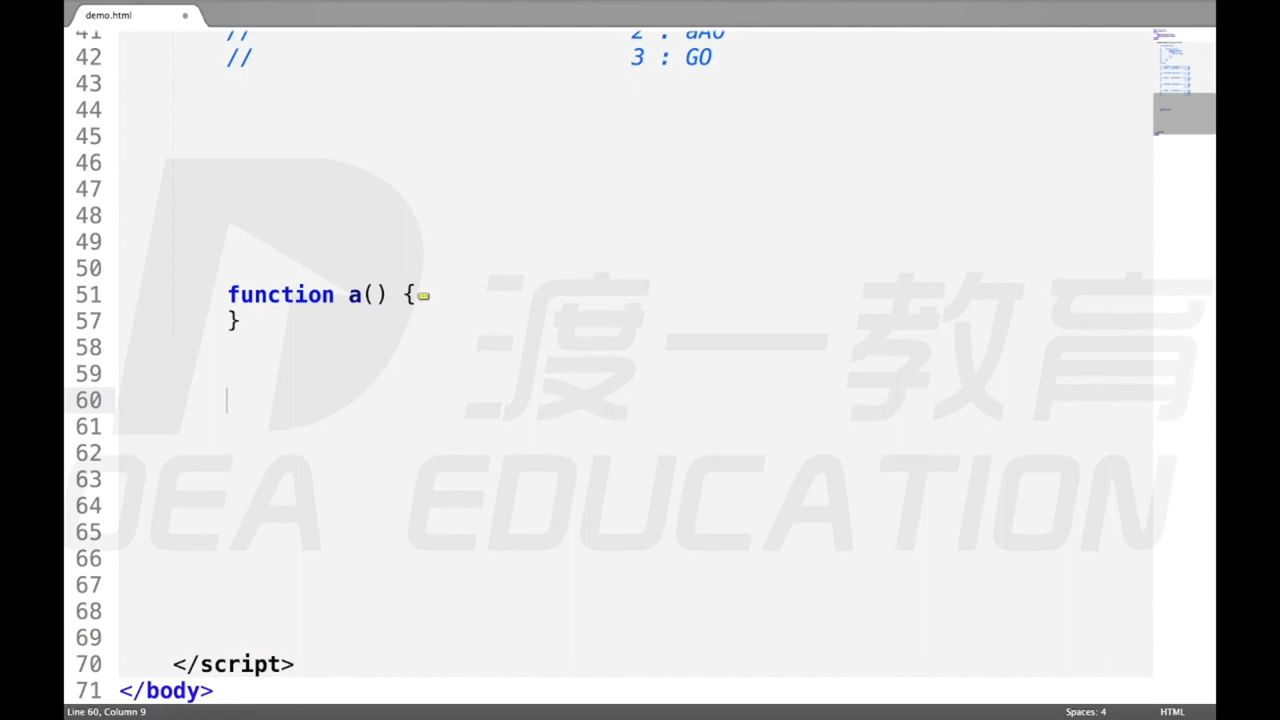 demo.html
41 // 2 : aAO
42 // 3 : GO
43
44
45
46
47
48
49
50
51 function a() {
57 }
58
59
60
61
62
63
64
65
66
67
68
69
70 </script>
71 </body>
渡一教育
IDEA EDUCATION
Line 60, Column 9
Spaces: 4
HTML